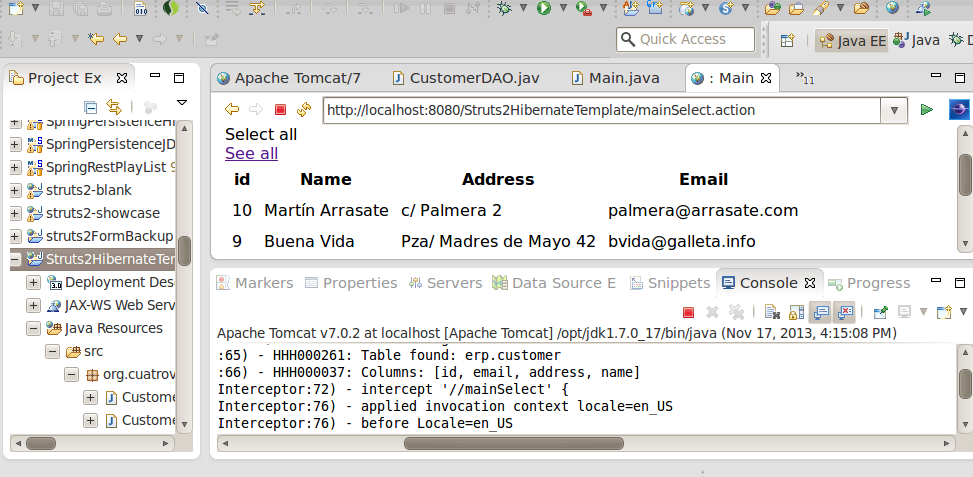 Quick Access
Java EE
Java
Project Ex
Apache Tomcat/7
CustomerDAO.jav
Main.java
: Main
11
http://localhost:8080/Struts2HibernateTemplate/mainSelect.action
SpringPersistenceHi
SpringPersistenceJD
SpringRestPlayList 9
struts2-blank
struts2-showcase
struts2FormBackup
Struts2HibernateTer
Deployment Des
JAX-WS Web Serv
Java Resources
src
org.cuatrov
Custome
Custome
Select all
See all
id Name Address Email
10 Martín Arrasate c/ Palmera 2 palmera@arrasate.com
9 Buena Vida Pza/ Madres de Mayo 42 bvida@galleta.info
Markers Properties Servers Data Source E Snippets Console Progress
Apache Tomcat v7.0.2 at localhost [Apache Tomcat] /opt/jdk1.7.0_17/bin/java (Nov 17, 2013, 4:15:08 PM)
:65) - HHH000261: Table found: erp.customer
:66) - HHH000037: Columns: [id, email, address, name]
Interceptor:72) - intercept '//mainSelect' {
Interceptor:76) - applied invocation context locale=en_US
Interceptor:76) - before Locale=en_US